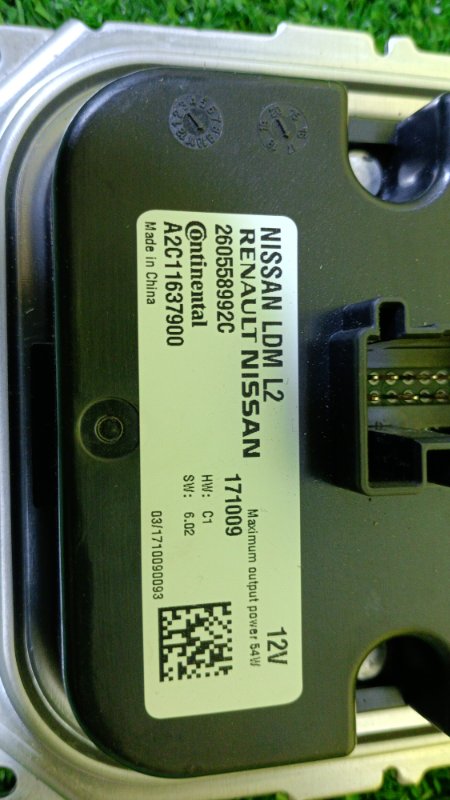 NISSAN LDM L2
RENAULT NISSAN
260558992C
Continental
A2C11637900
Made in China
12V
Maximum output power 54W
171009
HW: C1
SW: 6.02
03/1710090093